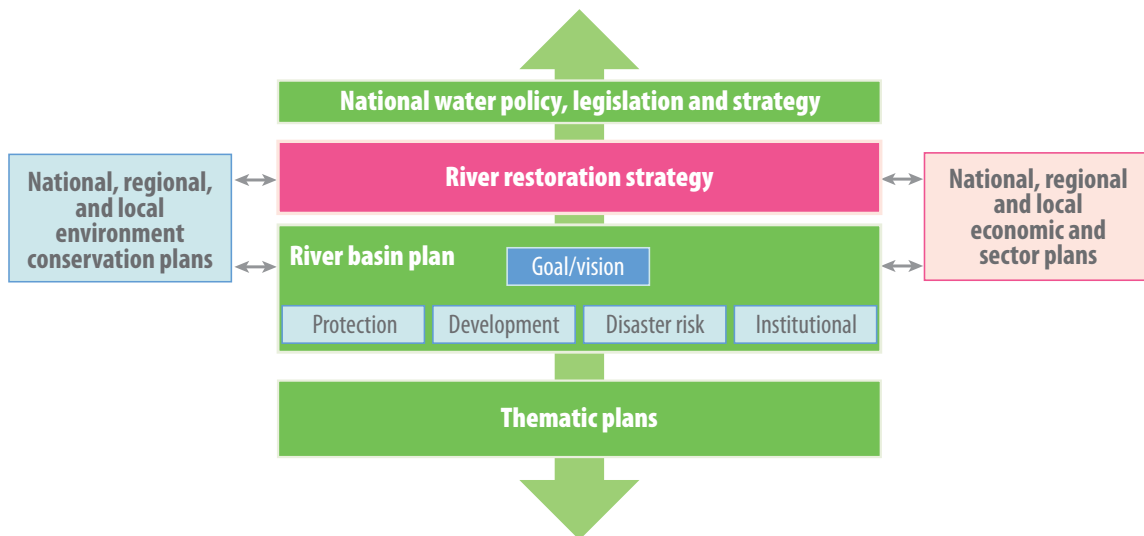 National water policy, legislation and strategy
River restoration strategy
National, regional,
and local
environment
conservation plans
National, regional
and local
economic and
sector plans
River basin plan
Goal/vision
Protection
Development
Disaster risk
Institutional
Thematic plans